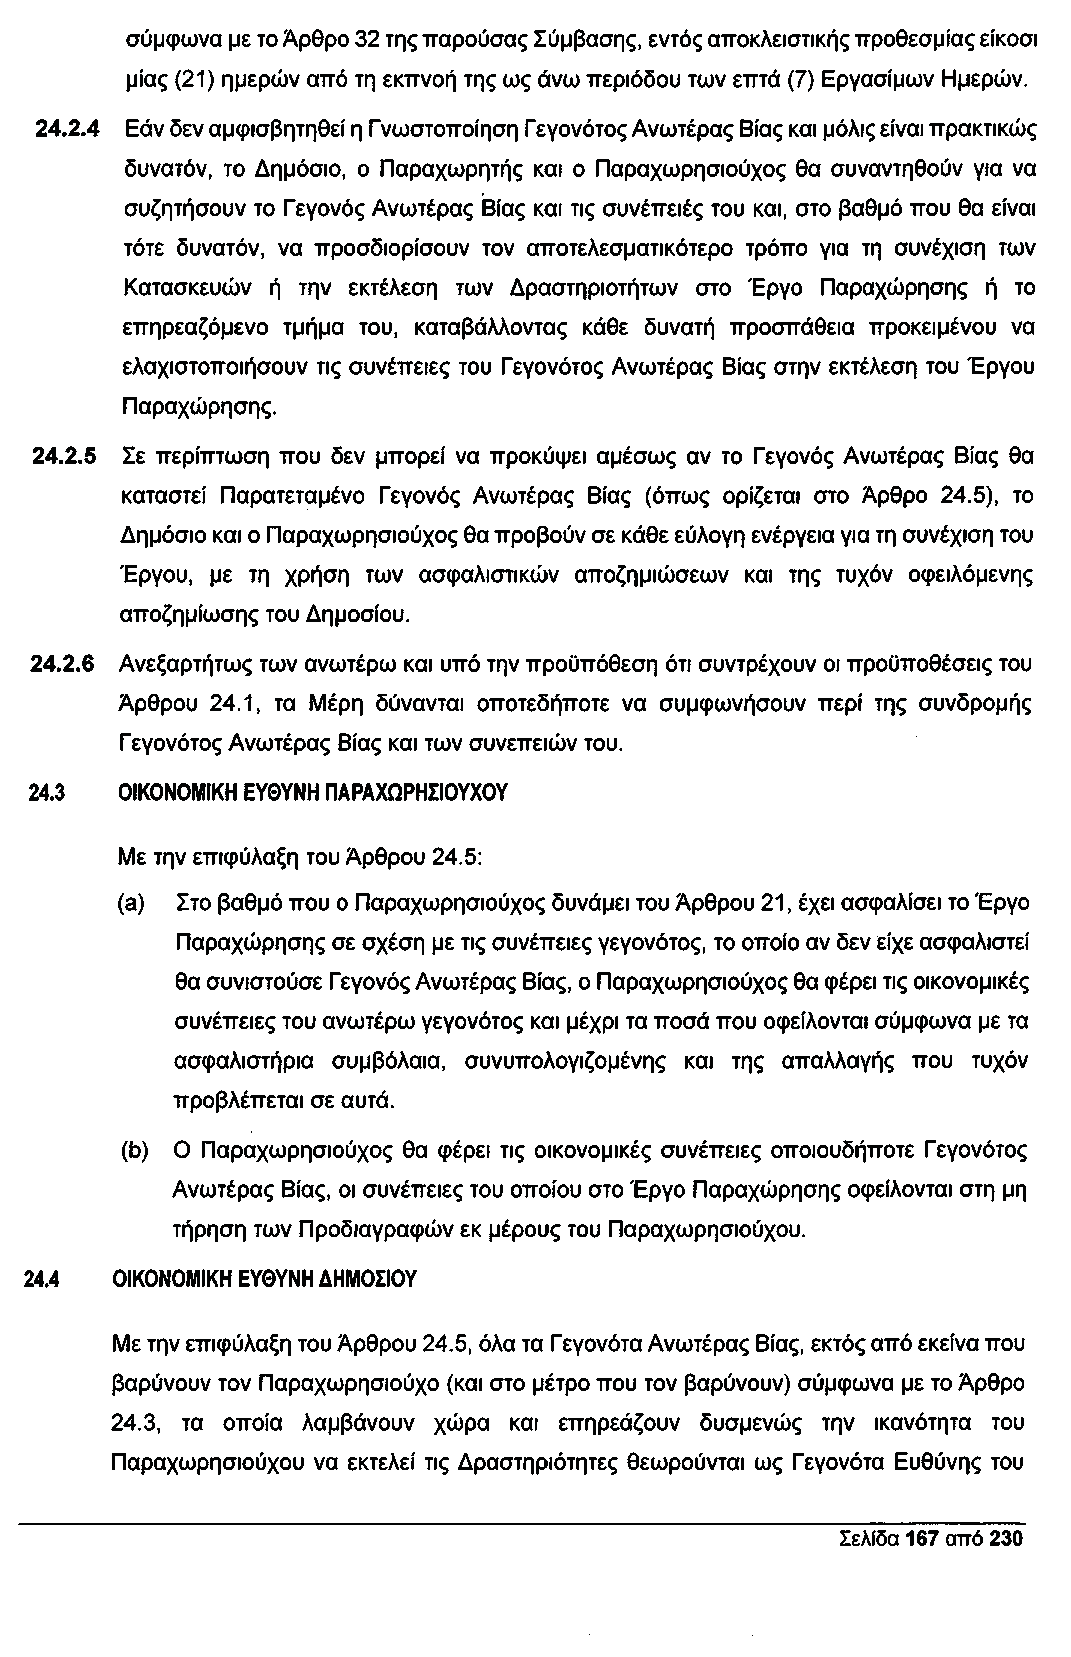 σύμφωνα με το Άρθρο 32 της παρούσας Σύμβασης, εντός αποκλειστικής προθεσμίας είκοσι
μίας (21) ημερών από τη εκπνοή της ως άνω περιόδου των επτά (7) Εργασίμων Ημερών.
24.2.4 Εάν δεν αμφισβητηθεί η Γνωστοποίηση Γεγονότος Ανωτέρας Βίας και μόλις είναι πρακτικώς
δυνατόν, το Δημόσιο, ο Παραχωρητής και ο Παραχωρησιούχος θα συναντηθούν για να
συζητήσουν το Γεγονός Ανωτέρας Βίας και τις συνέπειές του και, στο βαθμό που θα είναι
τότε δυνατόν, να προσδιορίσουν τον αποτελεσματικότερο τρόπο για τη συνέχιση των
Κατασκευών ή την εκτέλεση των Δραστηριοτήτων στο Έργο Παραχώρησης ή το
επηρεαζόμενο τμήμα του, καταβάλλοντας κάθε δυνατή προσπάθεια προκειμένου να
ελαχιστοποιήσουν τις συνέπειες του Γεγονότος Ανωτέρας Βίας στην εκτέλεση του Έργου
Παραχώρησης.
24.2.5 Σε περίπτωση που δεν μπορεί να προκύψει αμέσως αν το Γεγονός Ανωτέρας Βίας θα
καταστεί Παρατεταμένο Γεγονός Ανωτέρας Βίας (όπως ορίζεται στο Άρθρο 24.5), το
Δημόσιο και ο Παραχωρησιούχος θα προβούν σε κάθε εύλογη ενέργεια για τη συνέχιση του
Έργου, με τη χρήση των ασφαλιστικών αποζημιώσεων και της τυχόν οφειλόμενης
αποζημίωσης του Δημοσίου.
24.2.6 Ανεξαρτήτως των ανωτέρω και υπό την προϋπόθεση ότι συντρέχουν οι προϋποθέσεις του
Άρθρου 24.1, τα Μέρη δύνανται οποτεδήποτε να συμφωνήσουν περί της συνδρομής
Γεγονότος Ανωτέρας Βίας και των συνεπειών του.
24.3 ΟΙΚΟΝΟΜΙΚΗ ΕΥΘΥΝΗ ΠΑΡΑΧΩΡΗΣΙΟΥΧΟΥ
Με την επιφύλαξη του Άρθρου 24.5:
(a) Στο βαθμό που ο Παραχωρησιούχος δυνάμει του Άρθρου 21, έχει ασφαλίσει το Έργο
Παραχώρησης σε σχέση με τις συνέπειες γεγονότος, το οποίο αν δεν είχε ασφαλιστεί
θα συνιστούσε Γεγονός Ανωτέρας Βίας, ο Παραχωρησιούχος θα φέρει τις οικονομικές
συνέπειες του ανωτέρω γεγονότος και μέχρι τα ποσά που οφείλονται σύμφωνα με τα
ασφαλιστήρια συμβόλαια, συνυπολογιζομένης και της απαλλαγής που τυχόν
προβλέπεται σε αυτά.
(b) Ο Παραχωρησιούχος θα φέρει τις οικονομικές συνέπειες οποιουδήποτε Γεγονότος
Ανωτέρας Βίας, οι συνέπειες του οποίου στο Έργο Παραχώρησης οφείλονται στη μη
τήρηση των Προδιαγραφών εκ μέρους του Παραχωρησιούχου.
24.4 ΟΙΚΟΝΟΜΙΚΗ ΕΥΘΥΝΗ ΔΗΜΟΣΙΟΥ
Με την επιφύλαξη του Άρθρου 24.5, όλα τα Γεγονότα Ανωτέρας Βίας, εκτός από εκείνα που
βαρύνουν τον Παραχωρησιούχο (και στο μέτρο που τον βαρύνουν) σύμφωνα με το Άρθρο
24.3, τα οποία λαμβάνουν χώρα και επηρεάζουν δυσμενώς την ικανότητα του
Παραχωρησιούχου να εκτελεί τις Δραστηριότητες θεωρούνται ως Γεγονότα Ευθύνης του
Σελίδα 167 από 230